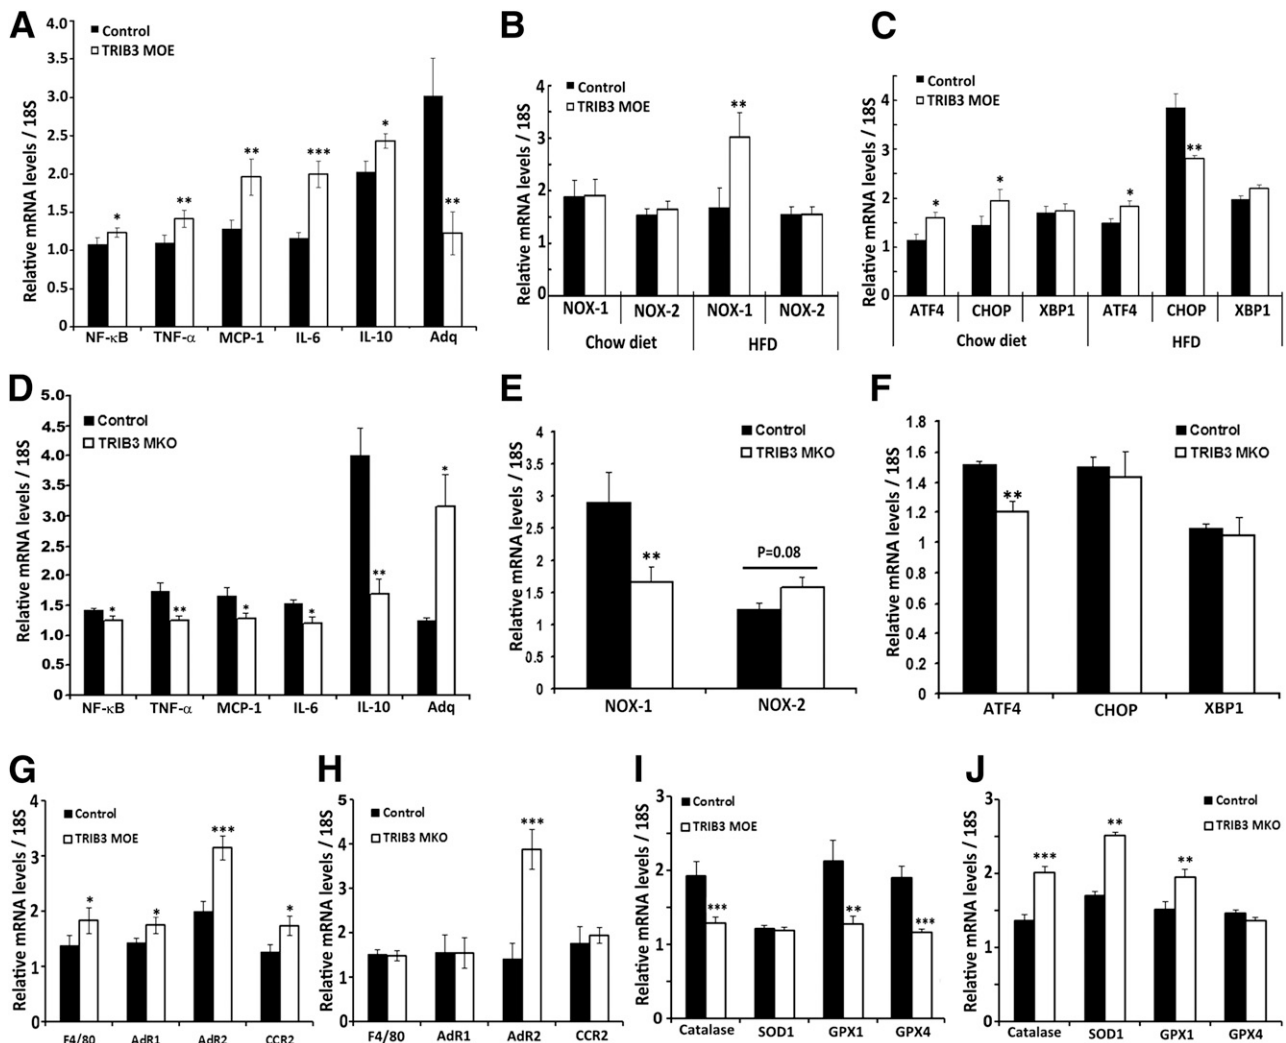 A
Relative mRNA levels / 18S
4.0
3.5
3.0
2.5
2.0
1.5
1.0
0.5
0
Control
TRIB3 MOE
*
**
**
***
*
**
NF-κB TNF-α MCP-1 IL-6 IL-10 Adq
B
Relative mRNA levels / 18S
4
3
2
1
0
Control
TRIB3 MOE
**
NOX-1 NOX-2 NOX-1 NOX-2
Chow diet HFD
C
Relative mRNA levels / 18S
4
3
2
1
0
Control
TRIB3 MOE
*
*
*
**
ATF4 CHOP XBP1 ATF4 CHOP XBP1
Chow diet HFD
D
Relative mRNA levels / 18S
5.0
4.5
4.0
3.5
3.0
2.5
2.0
1.5
1.0
0.5
0
Control
TRIB3 MKO
*
**
*
*
**
*
NF-κB TNF-α MCP-1 IL-6 IL-10 Adq
E
Relative mRNA levels / 18S
4
3.5
3
2.5
2
1.5
1
0.5
0
Control
TRIB3 MKO
**
P=0.08
NOX-1 NOX-2
F
Relative mRNA levels / 18S
1.8
1.6
1.4
1.2
1
0.8
0.6
0.4
0.2
0
Control
TRIB3 MKO
**
ATF4 CHOP XBP1
G
Relative mRNA levels / 18S
4
3
2
1
0
Control
TRIB3 MOE
*
*
***
*
F4/80 AdR1 AdR2 CCR2
H
Relative mRNA levels / 18S
5
4
3
2
1
0
Control
TRIB3 MKO
***
F4/80 AdR1 AdR2 CCR2
I
Relative mRNA levels / 18S
3
2
1
0
Control
TRIB3 MOE
***
**
***
Catalase SOD1 GPX1 GPX4
J
Relative mRNA levels / 18S
3
2
1
0
Control
TRIB3 MKO
***
**
**
Catalase SOD1 GPX1 GPX4